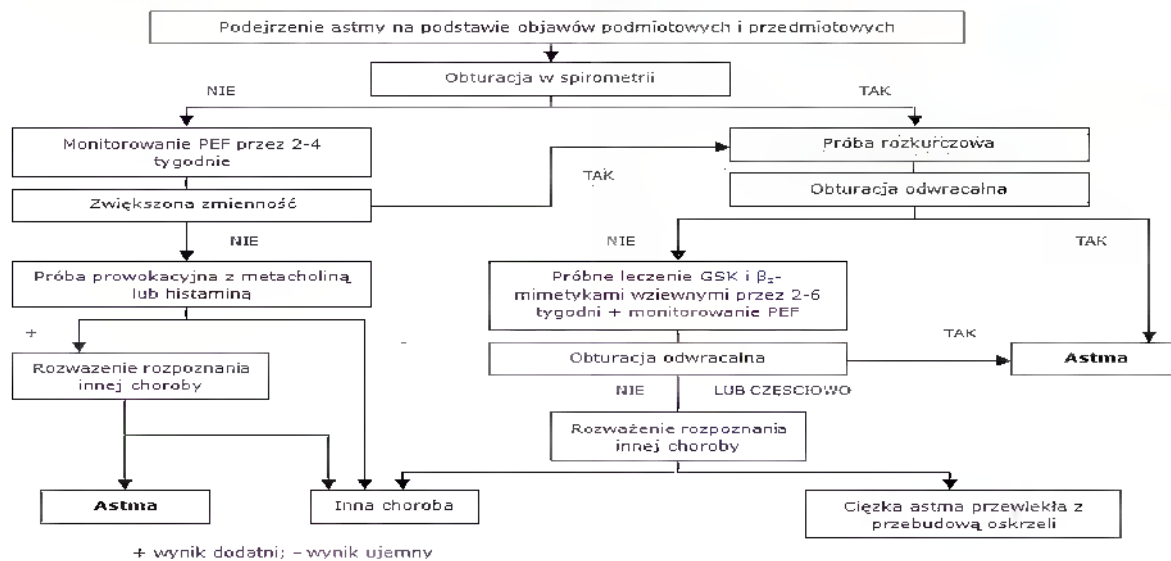 Podejrzenie astmy na podstawie objawów podmiotowych i przedmiotowych
Obturacja w spirometrii
NIE
TAK
Monitorowanie PEF przez 2-4
tygodnie
Próba rozkurczowa
TAK
Zwiększona zmienność
Obturacja odwracalna
NIE
NIE
TAK
Próba prowokacyjna z metacholiną
lub histaminą
Próbne leczenie GSK i β₂-
mimetykami wziewnymi przez 2-6
tygodni + monitorowanie PEF
+
–
TAK
Rozważenie rozpoznania
innej choroby
Obturacja odwracalna
Astma
NIE
LUB CZĘSCIOWO
Rozważenie rozpoznania
innej choroby
Astma
Inna choroba
Ciężka astma przewlekła z
przebudową oskrzeli
+ wynik dodatni; – wynik ujemny